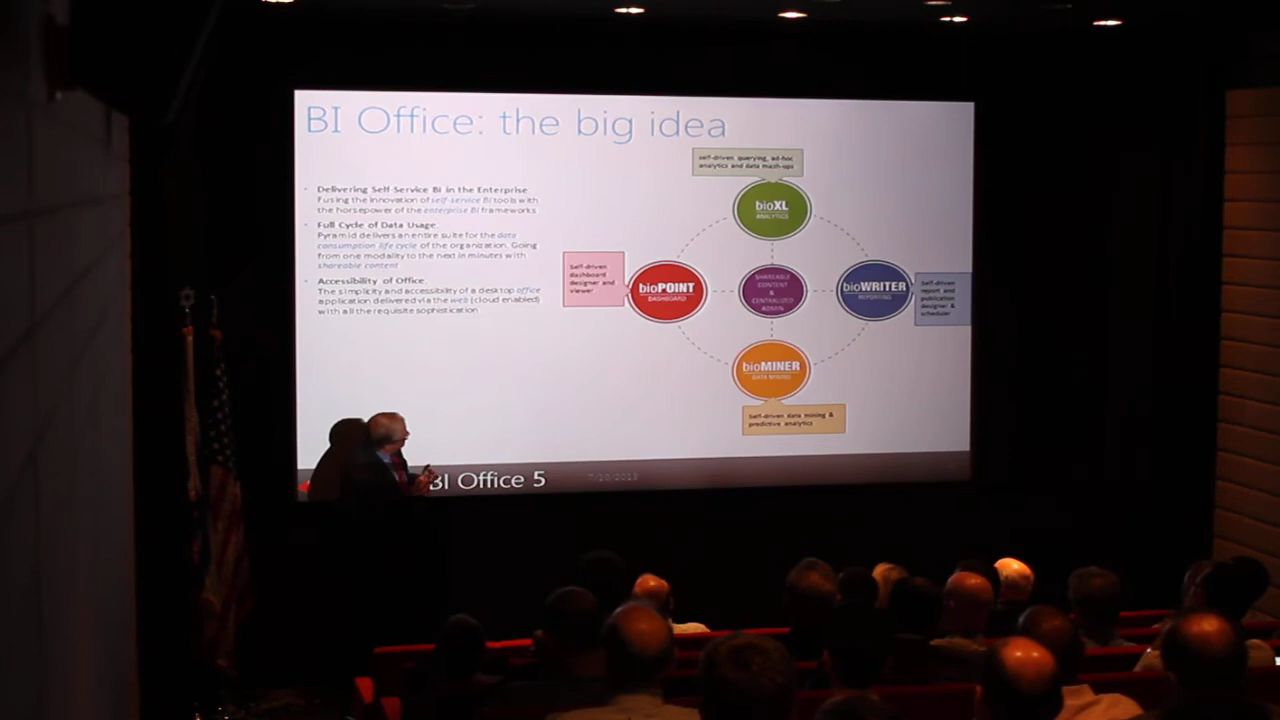 BI Office: the big idea
Delivering Self-Service BI in the Enterprise
Fusing the innovation of self-service BI tools with
the horsepower of the enterprise BI frameworks
Full Cycle of Data Usage
Pyramid delivers an entire suite for the data
consumption life cycle of the organization. Going
from one modality to the next in minutes with
shareable content
Accessibility of Office
The simplicity and accessibility of a desktop office
application delivered via the web (cloud enabled)
with all the requisite sophistication
self-driven querying, ad-hoc
analytics and data mash-ups
bioXL
ANALYTICS
Self-driven
dashboard
designer and
viewer
bioPOINT
DASHBOARD
SHAREABLE
CONTENT
&
CENTRALIZED
ADMIN
bioWRITER
REPORTING
Self-driven
report and
publication
designer &
scheduler
bioMINER
DATA MINING
Self-driven data mining &
predictive analytics
BI Office 5